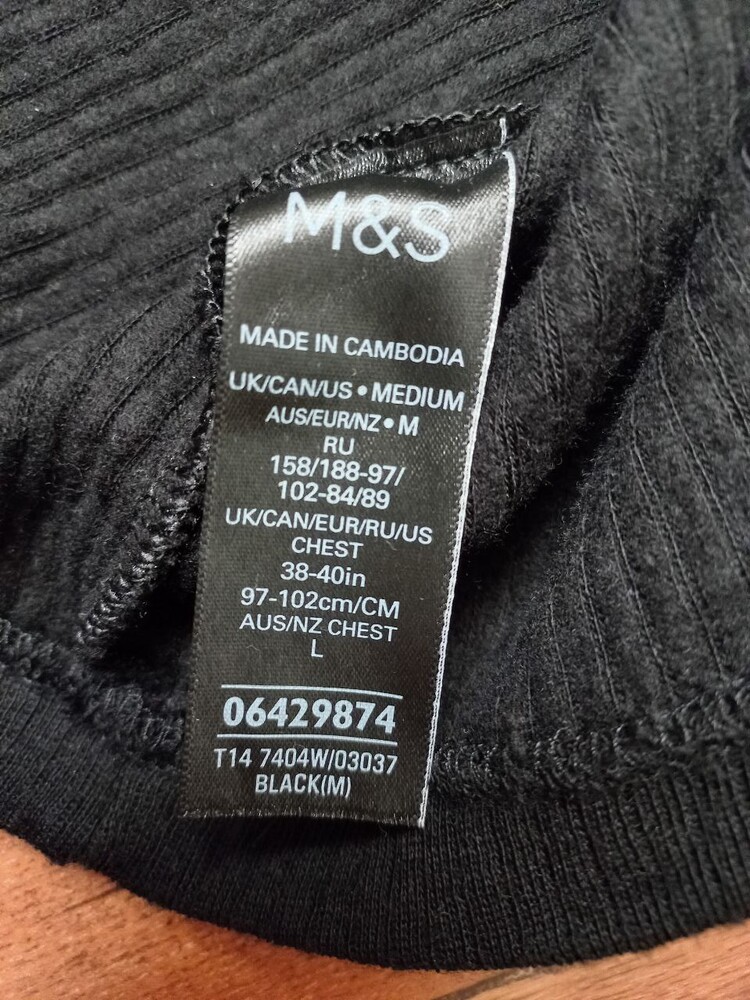 M&S
MADE IN CAMBODIA
UK/CAN/US • MEDIUM
AUS/EUR/NZ • M
RU
158/188-97/
102-84/89
UK/CAN/EUR/RU/US
CHEST
38-40in
97-102cm/CM
AUS/NZ CHEST
L
06429874
T14 7404W/03037
BLACK(M)